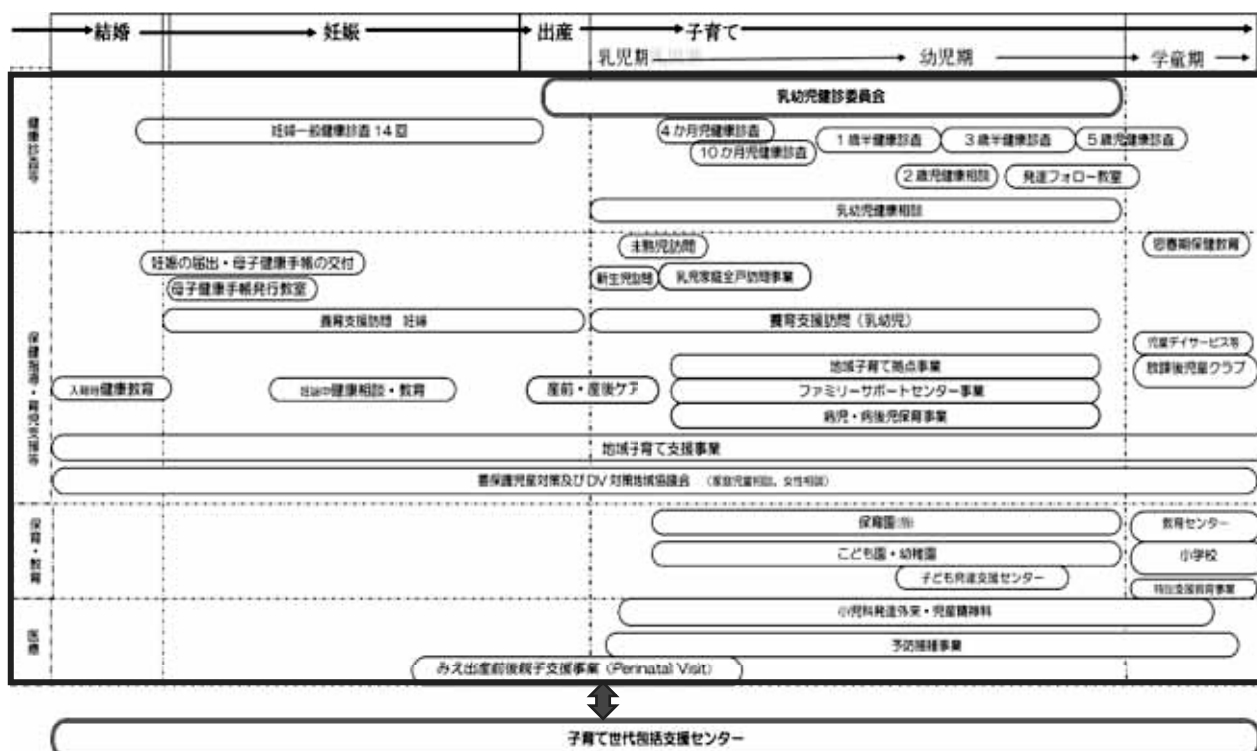 結婚
妊娠
出産
子育て
乳児期
幼児期
学童期
健康診査等
乳幼児健診委員会
妊婦一般健康診査14回
4か月児健康診査
10か月児健康診査
1歳半健康診査
3歳半健康診査
5歳児健康診査
2歳児健康相談
発達フォロー教室
乳幼児健康相談
保健指導・育児支援等
未熟児訪問
思春期保健教育
妊娠の届出・母子健康手帳の交付
新生児訪問
乳児家庭全戸訪問事業
母子健康手帳発行教室
養育支援訪問 妊婦
養育支援訪問(乳幼児)
児童デイサービス等
地域子育て拠点事業
放課後児童クラブ
入籍時健康教育
妊娠中健康相談・教育
産前・産後ケア
ファミリーサポートセンター事業
病児・病後児保育事業
地域子育て支援事業
要保護児童対策及びDV対策地域協議会 (家庭児童相談、女性相談)
保育・教育
保育園
教育センター
こども園・幼稚園
小学校
子ども発達支援センター
特別支援教育事業
医療
小児科発達外来・児童精神科
予防接種事業
みえ出産前後親子支援事業(Perinatal Visit)
子育て世代包括支援センター